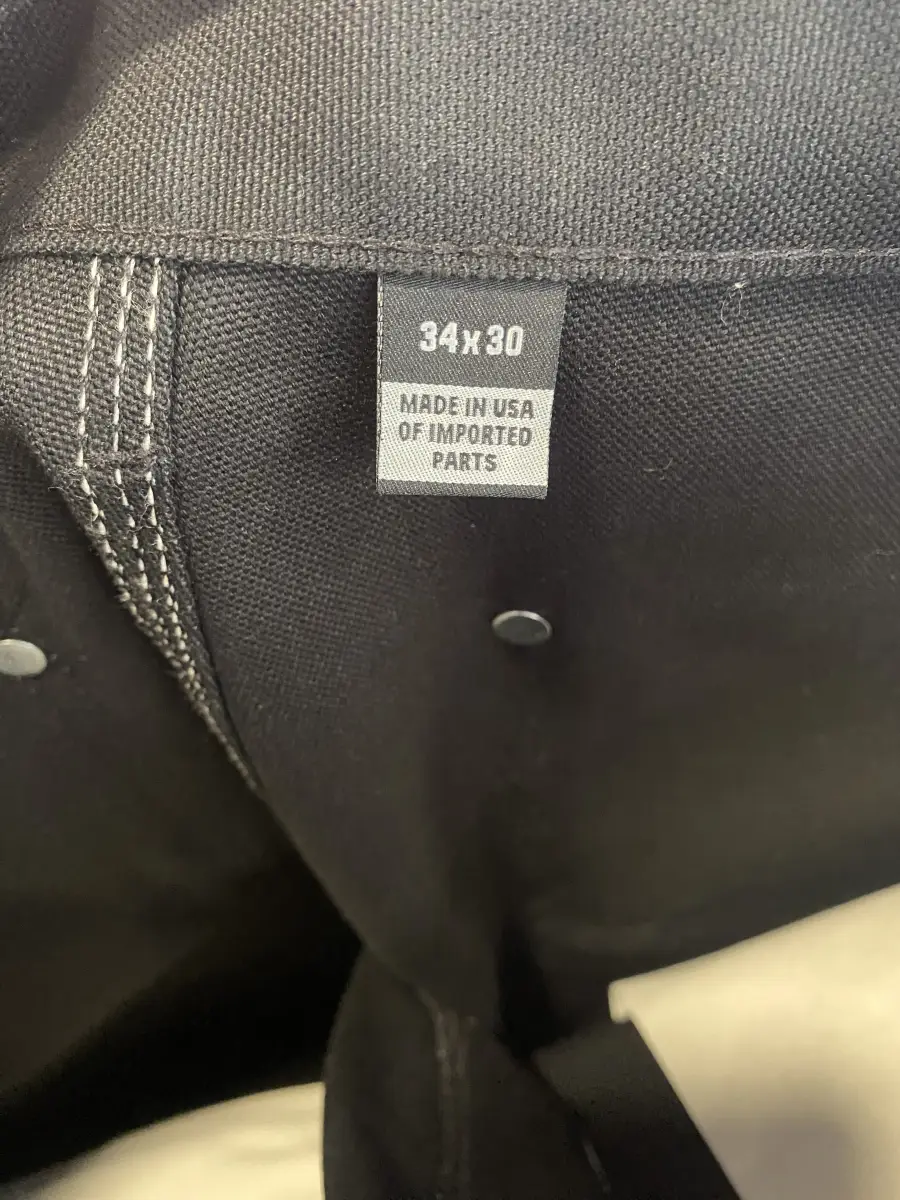 34x30
MADE IN USA
OF IMPORTED
PARTS